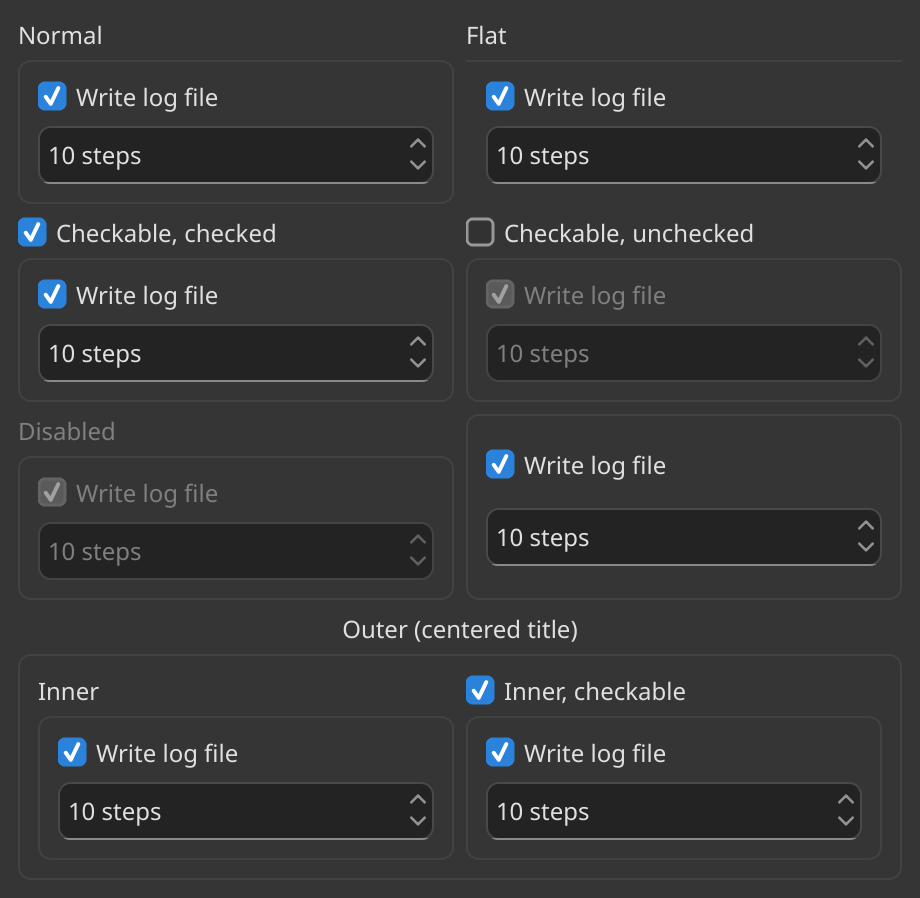 Normal
Write log file
10 steps
Flat
Write log file
10 steps
Checkable, checked
Write log file
10 steps
Checkable, unchecked
Write log file
10 steps
Disabled
Write log file
10 steps
Write log file
10 steps
Outer (centered title)
Inner
Write log file
10 steps
Inner, checkable
Write log file
10 steps